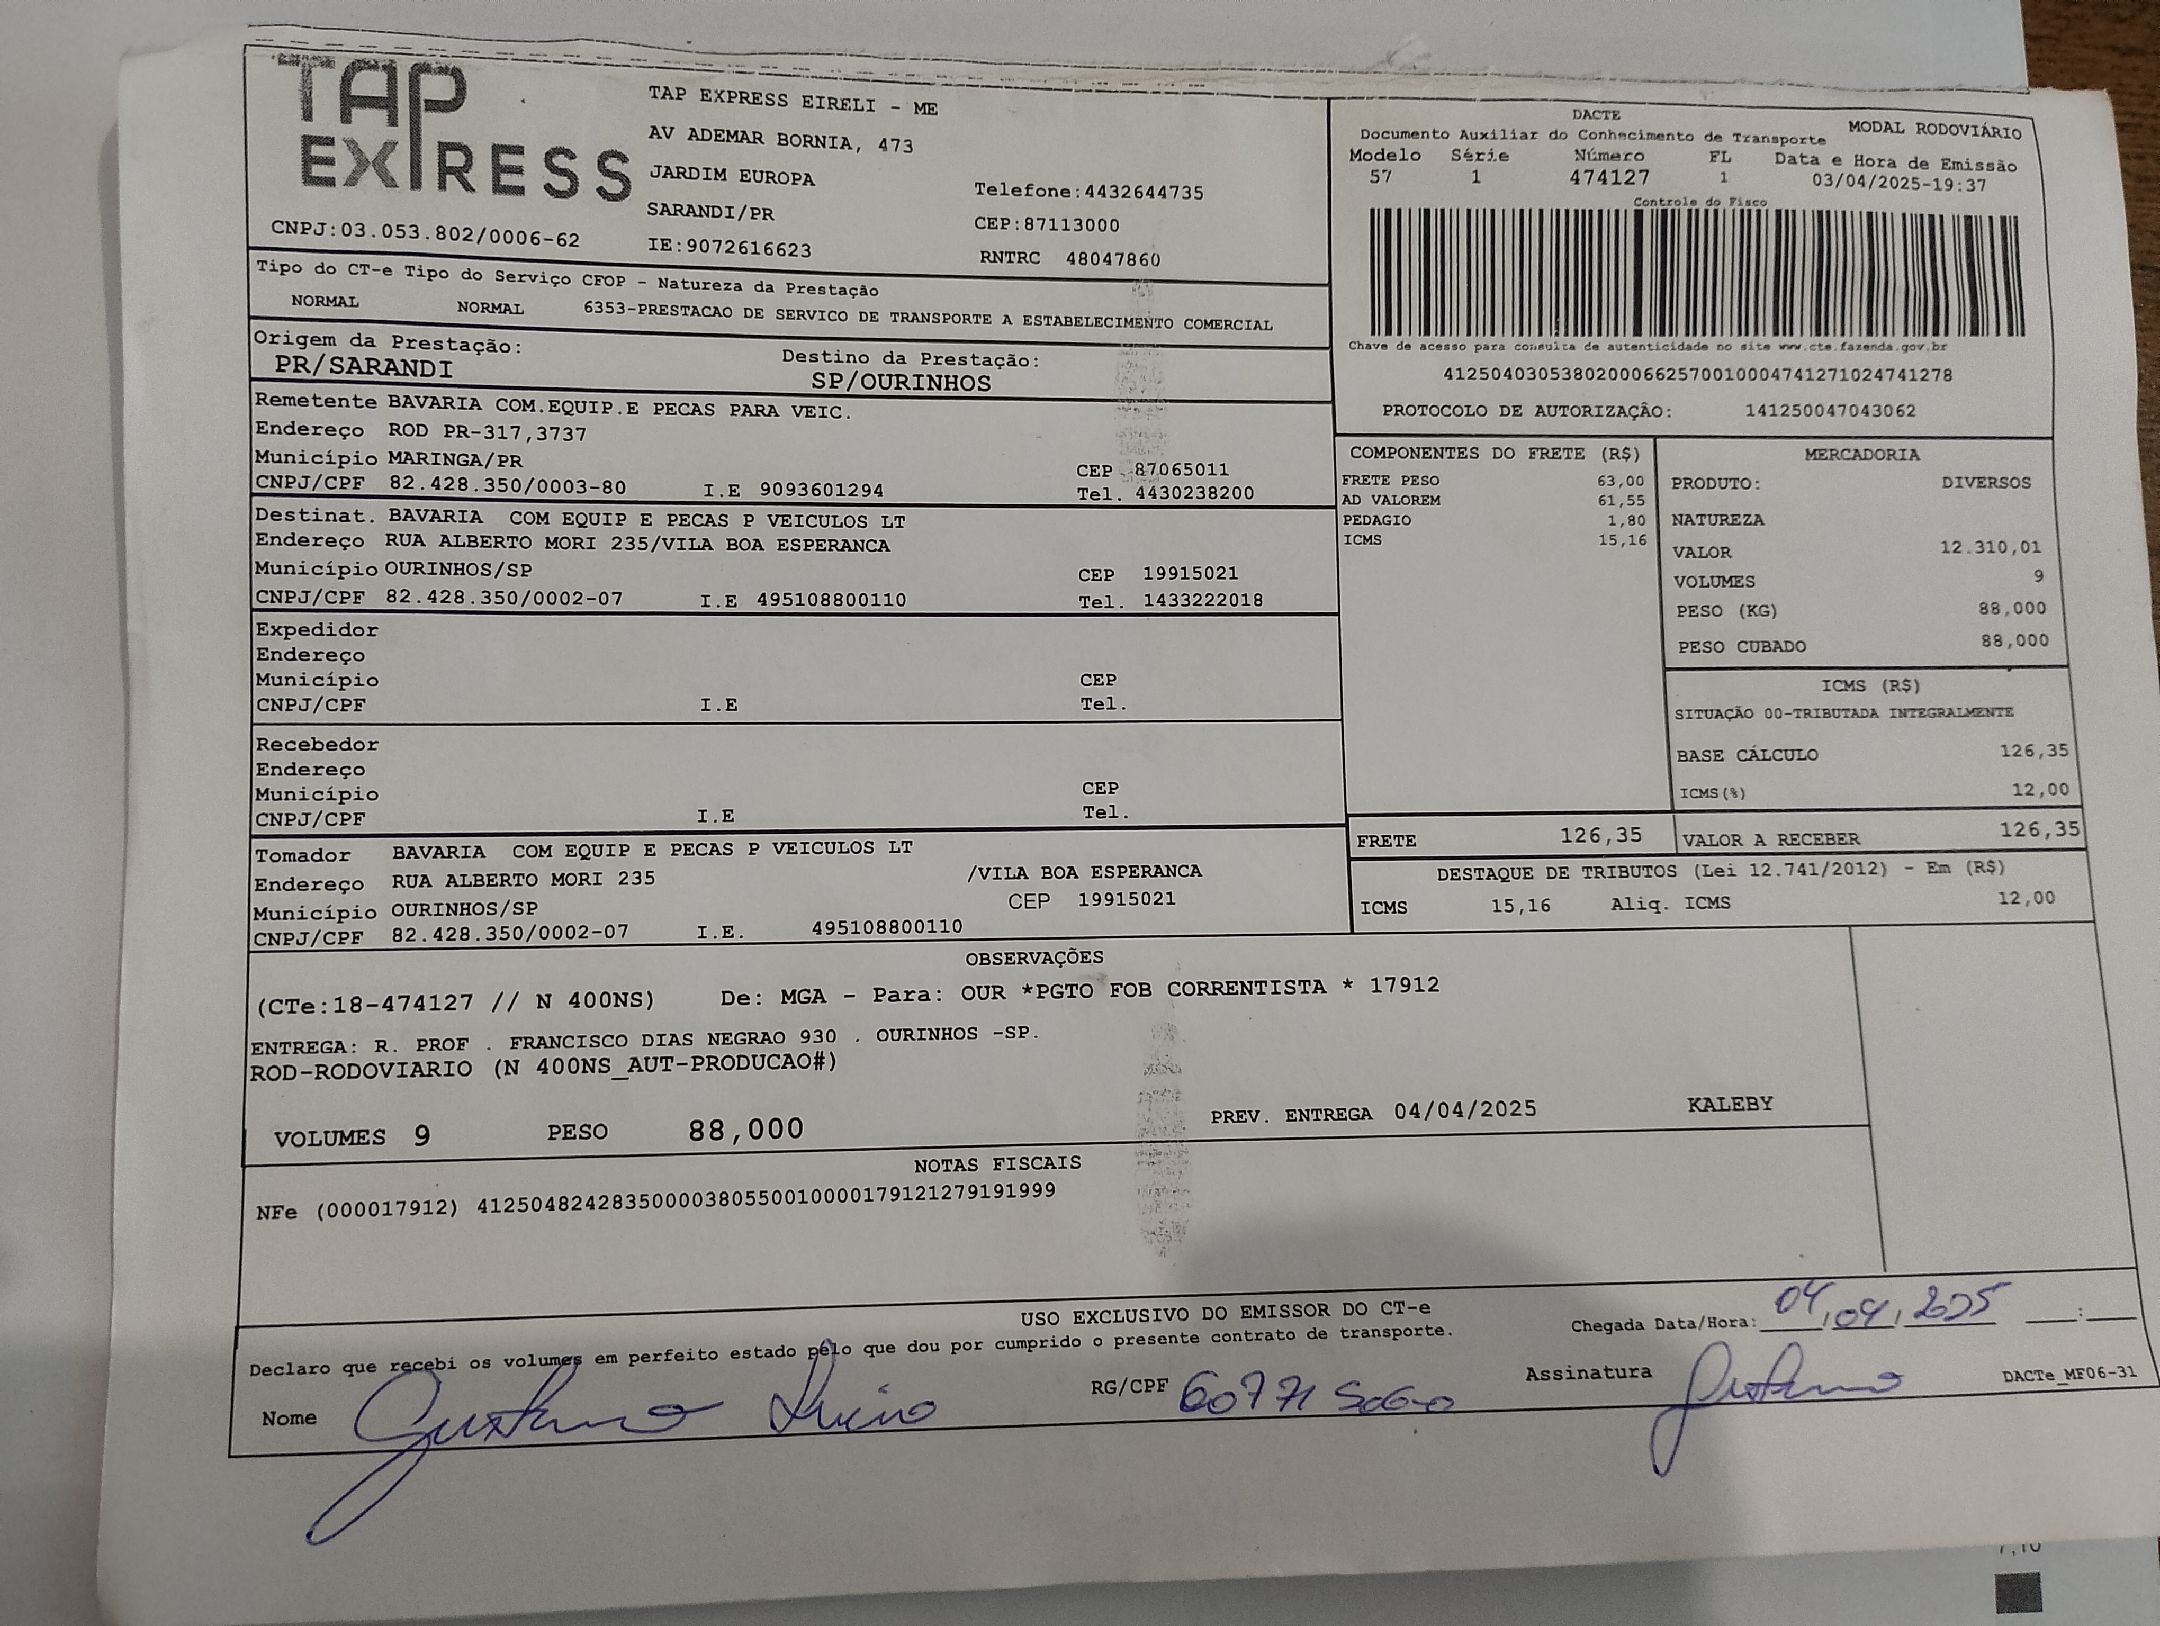 TAP
EXPRESS
CNPJ:03.053.802/0006-62
TAP EXPRESS EIRELI - ME
AV ADEMAR BORNIA, 473
JARDIM EUROPA
SARANDI/PR
IE:9072616623
Telefone:4432644735
CEP:87113000
RNTRC 48047860
DACTE
Documento Auxiliar do Conhecimento de Transporte MODAL RODOVIÁRIO
Modelo Série Número FL Data e Hora de Emissão
57 1 474127 1 03/04/2025-19:37
Controle do Fisco
Chave de acesso para consulta de autenticidade no site www.cte.fazenda.gov.br
41250403053802000662570010004741271024741278
PROTOCOLO DE AUTORIZAÇÃO: 141250047043062
Tipo do CT-e Tipo do Serviço CFOP - Natureza da Prestação
NORMAL NORMAL 6353-PRESTACAO DE SERVICO DE TRANSPORTE A ESTABELECIMENTO COMERCIAL
Origem da Prestação: Destino da Prestação:
PR/SARANDI SP/OURINHOS
Remetente BAVARIA COM.EQUIP.E PECAS PARA VEIC.
Endereço ROD PR-317,3737
Município MARINGA/PR CEP 87065011
CNPJ/CPF 82.428.350/0003-80 I.E 9093601294 Tel. 4430238200
Destinat. BAVARIA COM EQUIP E PECAS P VEICULOS LT
Endereço RUA ALBERTO MORI 235/VILA BOA ESPERANCA
Município OURINHOS/SP CEP 19915021
CNPJ/CPF 82.428.350/0002-07 I.E 495108800110 Tel. 1433222018
Expedidor
Endereço
Município CEP
CNPJ/CPF I.E Tel.
Recebedor
Endereço
Município CEP
CNPJ/CPF I.E Tel.
Tomador BAVARIA COM EQUIP E PECAS P VEICULOS LT
Endereço RUA ALBERTO MORI 235 /VILA BOA ESPERANCA
Município OURINHOS/SP CEP 19915021
CNPJ/CPF 82.428.350/0002-07 I.E. 495108800110
COMPONENTES DO FRETE (R$)
FRETE PESO 63,00
AD VALOREM 61,55
PEDAGIO 1,80
ICMS 15,16
MERCADORIA
PRODUTO: DIVERSOS
NATUREZA
VALOR 12.310,01
VOLUMES 9
PESO (KG) 88,000
PESO CUBADO 88,000
ICMS (R$)
SITUAÇÃO 00-TRIBUTADA INTEGRALMENTE
BASE CÁLCULO 126,35
ICMS(%) 12,00
FRETE 126,35 VALOR A RECEBER 126,35
DESTAQUE DE TRIBUTOS (Lei 12.741/2012) - Em (R$)
ICMS 15,16 Aliq. ICMS 12,00
OBSERVAÇÕES
(CTe:18-474127 // N 400NS) De: MGA - Para: OUR *PGTO FOB CORRENTISTA * 17912
ENTREGA: R. PROF . FRANCISCO DIAS NEGRAO 930 . OURINHOS -SP.
ROD-RODOVIARIO (N 400NS_AUT-PRODUCAO#)
VOLUMES 9 PESO 88,000 PREV. ENTREGA 04/04/2025 KALEBY
NOTAS FISCAIS
NFe (000017912) 41250482428350000380550010000179121279191999
USO EXCLUSIVO DO EMISSOR DO CT-e
Declaro que recebi os volumes em perfeito estado pelo que dou por cumprido o presente contrato de transporte.
Chegada Data/Hora: 04/04/2025 :
Nome Gustavo RG/CPF Assinatura Gustavo DACTe_MF06-31
7,10